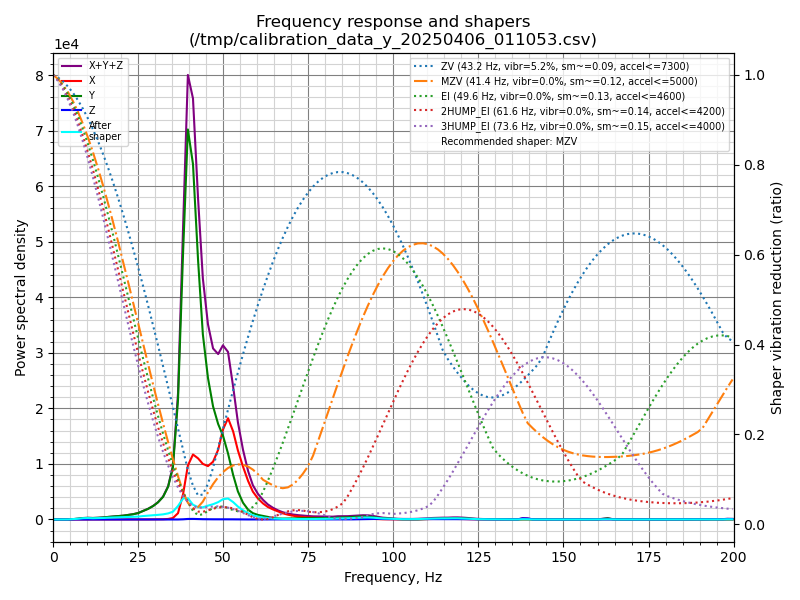 Frequency response and shapers
(/tmp/calibration_data_y_20250406_011053.csv)
1e4
X+Y+Z
X
Y
Z
After
shaper
ZV (43.2 Hz, vibr=5.2%, sm~=0.09, accel<=7300)
MZV (41.4 Hz, vibr=0.0%, sm~=0.12, accel<=5000)
EI (49.6 Hz, vibr=0.0%, sm~=0.13, accel<=4600)
2HUMP_EI (61.6 Hz, vibr=0.0%, sm~=0.14, accel<=4200)
3HUMP_EI (73.6 Hz, vibr=0.0%, sm~=0.15, accel<=4000)
Recommended shaper: MZV
Power spectral density
8
7
6
5
4
3
2
1
0
1.0
0.8
0.6
0.4
0.2
0.0
Shaper vibration reduction (ratio)
0 25 50 75 100 125 150 175 200
Frequency, Hz